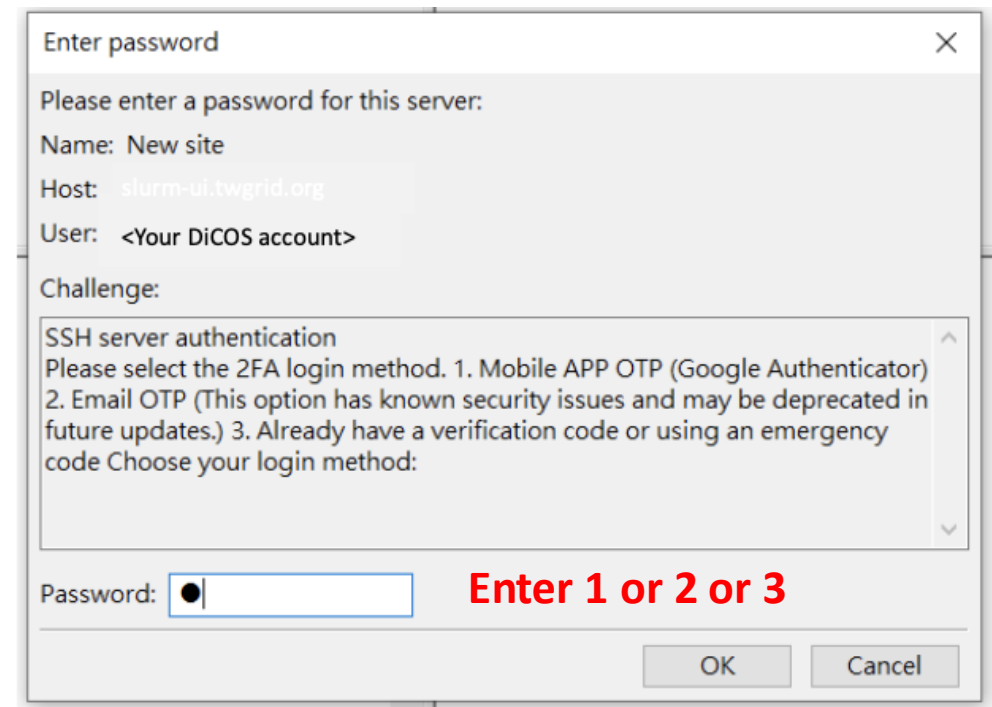 Enter password
Please enter a password for this server:
Name: New site
Host: slurm-ui.twgrid.org
User: <Your DiCOS account>
Challenge:
SSH server authentication
Please select the 2FA login method. 1. Mobile APP OTP (Google Authenticator)
2. Email OTP (This option has known security issues and may be deprecated in
future updates.) 3. Already have a verification code or using an emergency
code Choose your login method:
Password: ●
Enter 1 or 2 or 3
OK Cancel